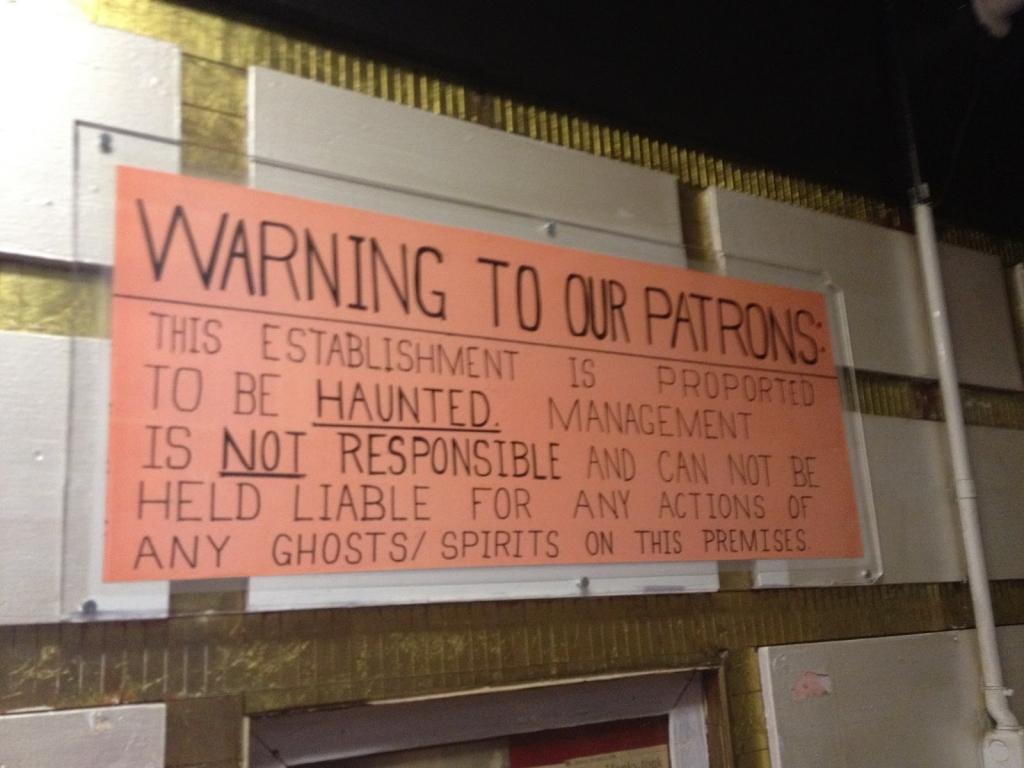 WARNING TO OUR PATRONS:
THIS ESTABLISHMENT IS PROPORTED
TO BE HAUNTED. MANAGEMENT
IS NOT RESPONSIBLE AND CAN NOT BE
HELD LIABLE FOR ANY ACTIONS OF
ANY GHOSTS/SPIRITS ON THIS PREMISES.